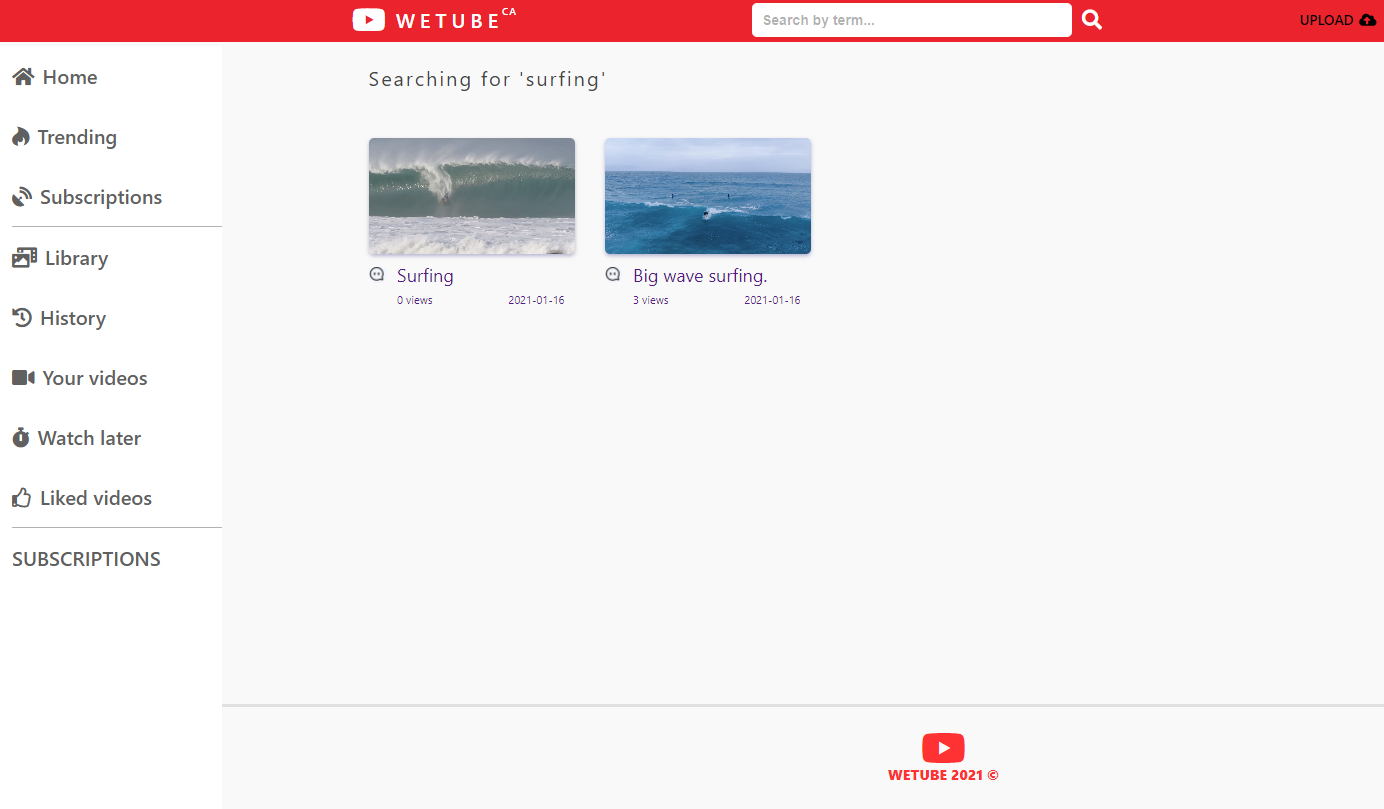 WETUBE CA
Search by term...
UPLOAD
Home
Trending
Subscriptions
Library
History
Your videos
Watch later
Liked videos
SUBSCRIPTIONS
Searching for 'surfing'
Surfing
0 views 2021-01-16
Big wave surfing.
3 views 2021-01-16
WETUBE 2021 ©